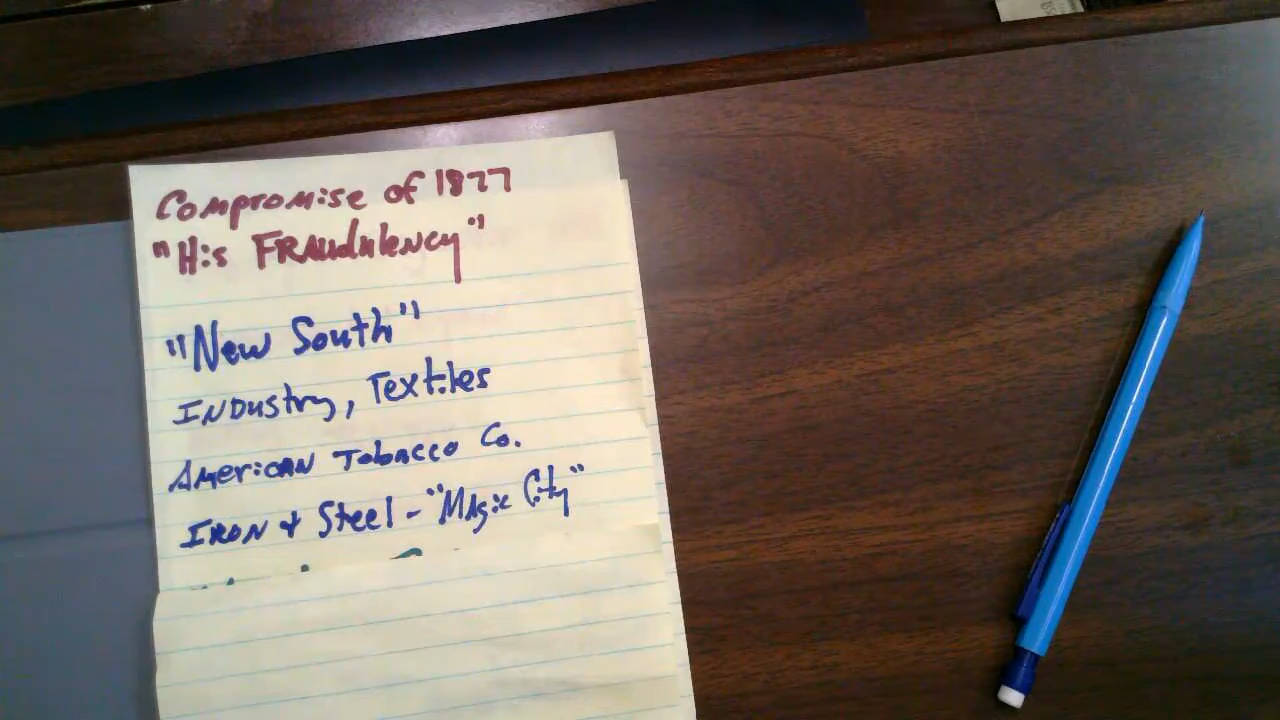 Compromise of 1877
"His Fraudulency"
"New South"
Industry, Textiles
American Tobacco Co.
Iron & Steel - "Magic City"